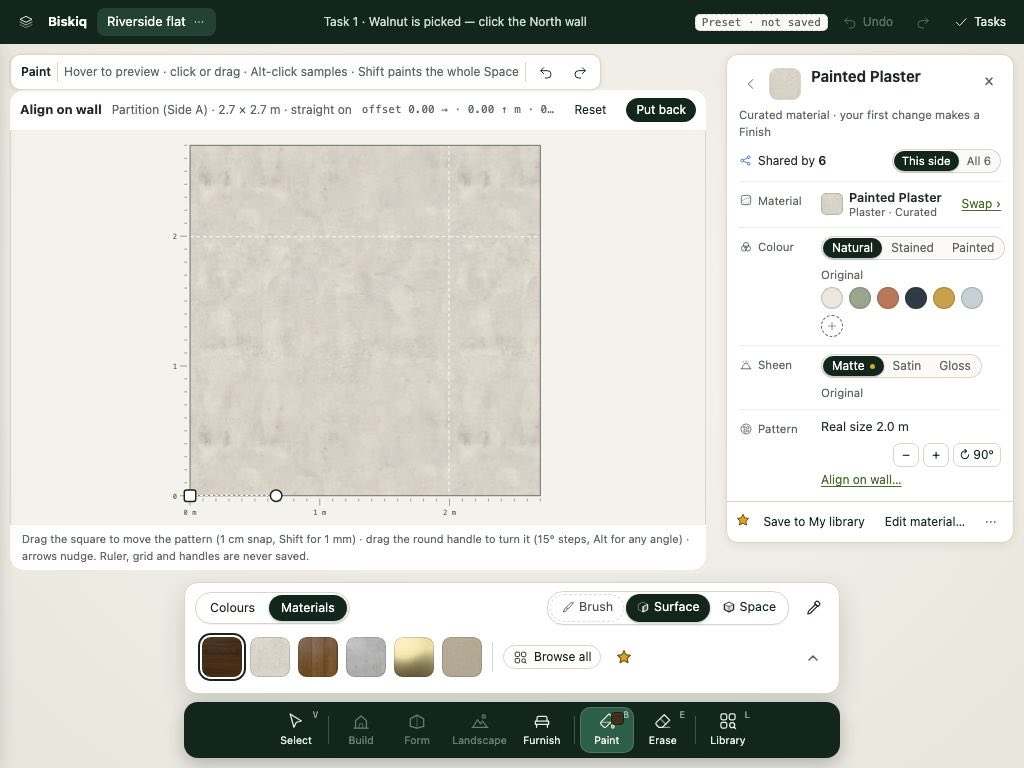 Biskiq
Riverside flat ···
Task 1 · Walnut is picked — click the North wall
Preset · not saved
Undo
Tasks
Paint
Hover to preview · click or drag · Alt-click samples · Shift paints the whole Space
Align on wall
Partition (Side A) · 2.7 × 2.7 m · straight on
offset 0.00 → · 0.00 ↑ m · 0…
Reset
Put back
2
1
0
0 m
1 m
2 m
Drag the square to move the pattern (1 cm snap, Shift for 1 mm) · drag the round handle to turn it (15° steps, Alt for any angle) ·
arrows nudge. Ruler, grid and handles are never saved.
Painted Plaster
Curated material · your first change makes a
Finish
Shared by 6
This side
All 6
Material
Painted Plaster
Plaster · Curated
Swap ›
Colour
Natural
Stained
Painted
Original
Sheen
Matte
Satin
Gloss
Original
Pattern
Real size 2.0 m
− + ↻ 90°
Align on wall…
Save to My library
Edit material…
···
Colours
Materials
Brush
Surface
Space
Browse all
Select V
Build
Form
Landscape
Furnish
Paint B
Erase E
Library L